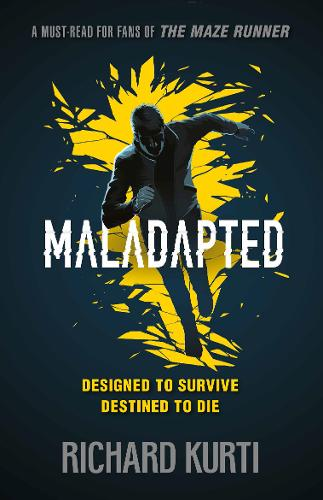 A MUST-READ FOR FANS OF THE MAZE RUNNER
MALADAPTED
DESIGNED TO SURVIVE
DESTINED TO DIE
RICHARD KURTI